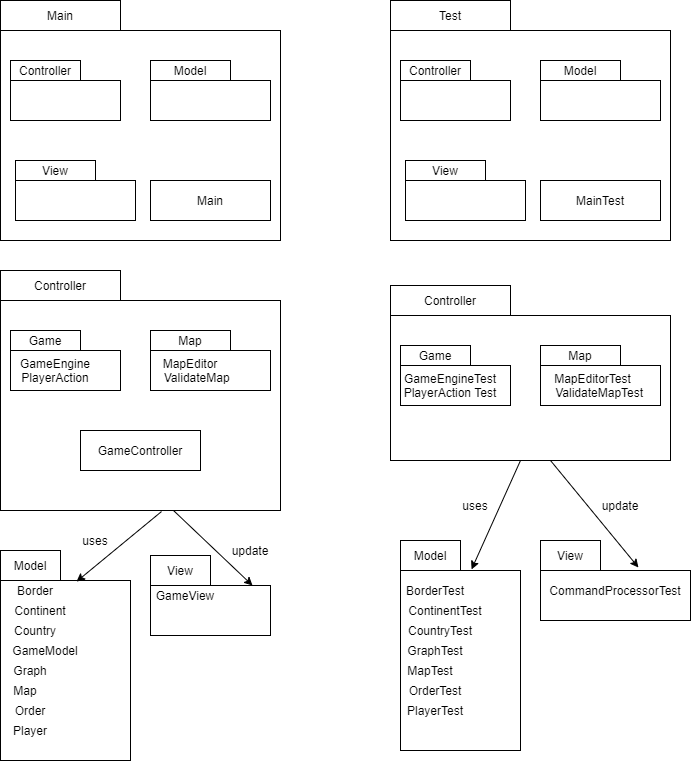 Main
Controller
Model
View
Main
Test
Controller
Model
View
MainTest
Controller
Game
GameEngine
PlayerAction
Map
MapEditor
ValidateMap
GameController
uses
update
Model
Border
Continent
Country
GameModel
Graph
Map
Order
Player
View
GameView
Controller
Game
GameEngineTest
PlayerAction Test
Map
MapEditorTest
ValidateMapTest
uses
update
Model
BorderTest
ContinentTest
CountryTest
GraphTest
MapTest
OrderTest
PlayerTest
View
CommandProcessorTest